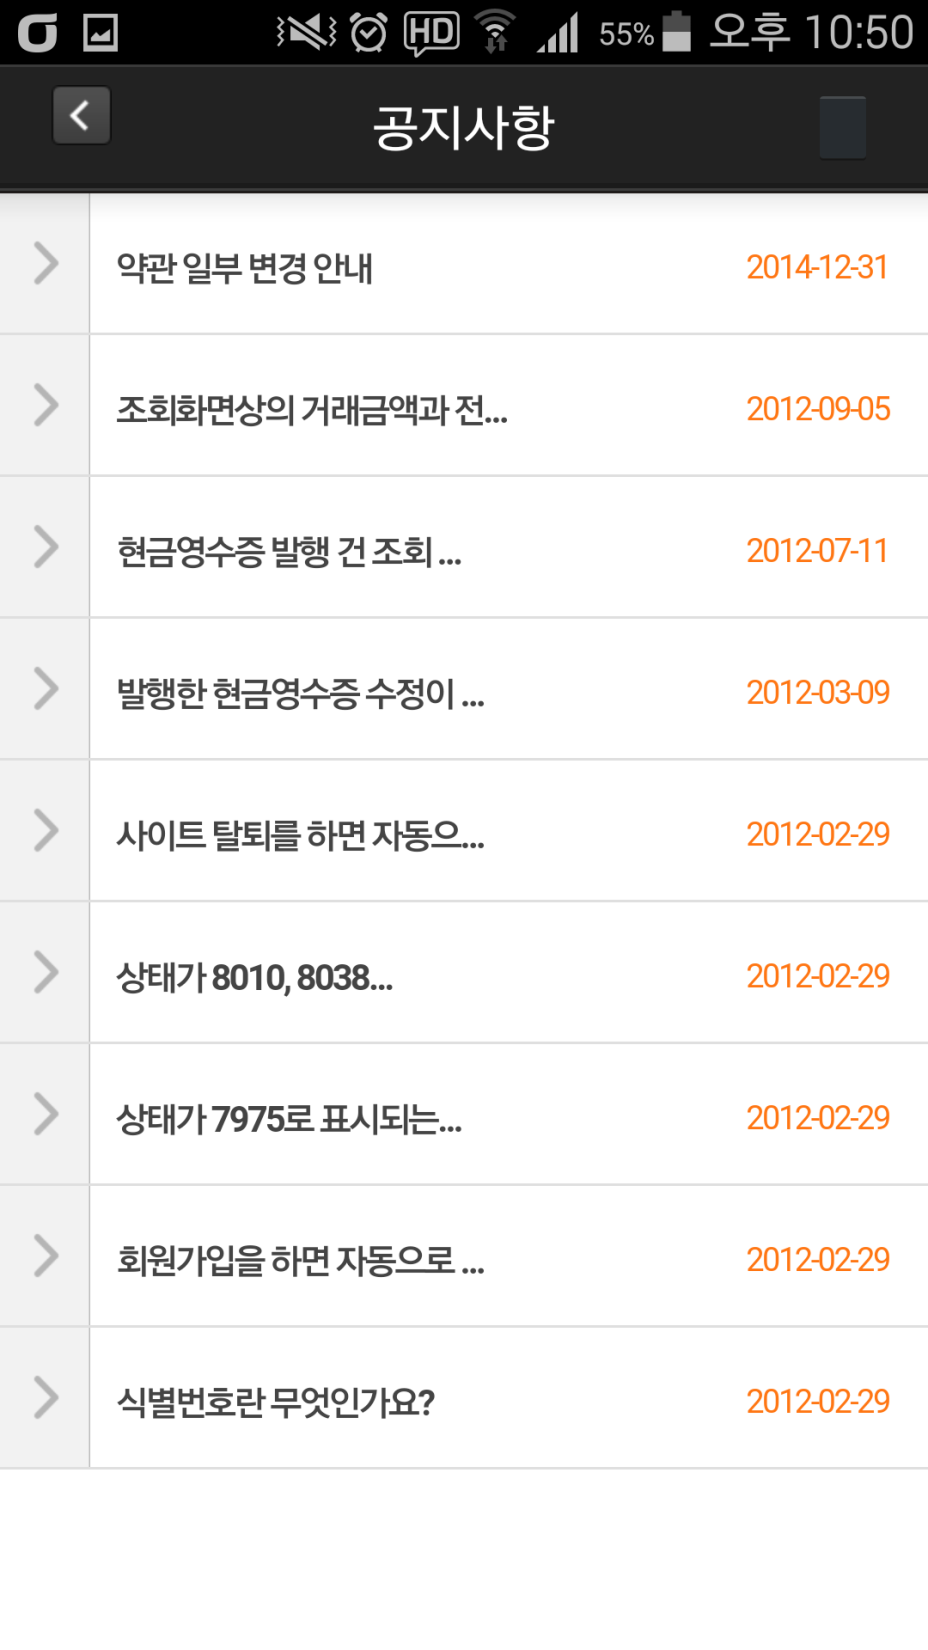 HD 55% 오후 10:50
공지사항
약관 일부 변경 안내 2014-12-31
조회화면상의 거래금액과 전... 2012-09-05
현금영수증 발행 건 조회 ... 2012-07-11
발행한 현금영수증 수정이 ... 2012-03-09
사이트 탈퇴를 하면 자동으... 2012-02-29
상태가 8010, 8038... 2012-02-29
상태가 7975로 표시되는... 2012-02-29
회원가입을 하면 자동으로 ... 2012-02-29
식별번호란 무엇인가요? 2012-02-29